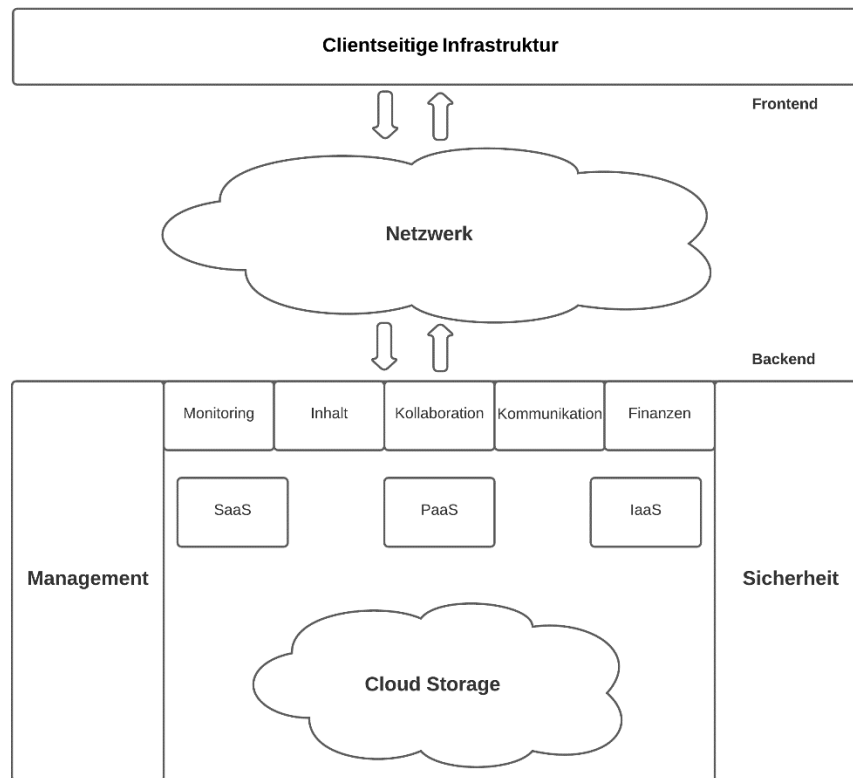 Clientseitige Infrastruktur
Frontend
Netzwerk
Backend
Monitoring
Inhalt
Kollaboration
Kommunikation
Finanzen
SaaS
PaaS
IaaS
Management
Sicherheit
Cloud Storage